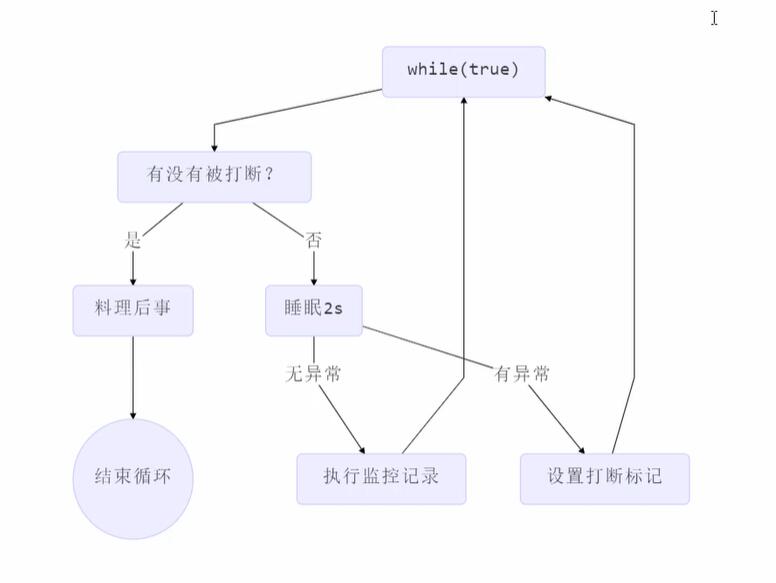 while(true)
有没有被打断？
是
否
料理后事
睡眠2s
无异常
有异常
结束循环
执行监控记录
设置打断标记